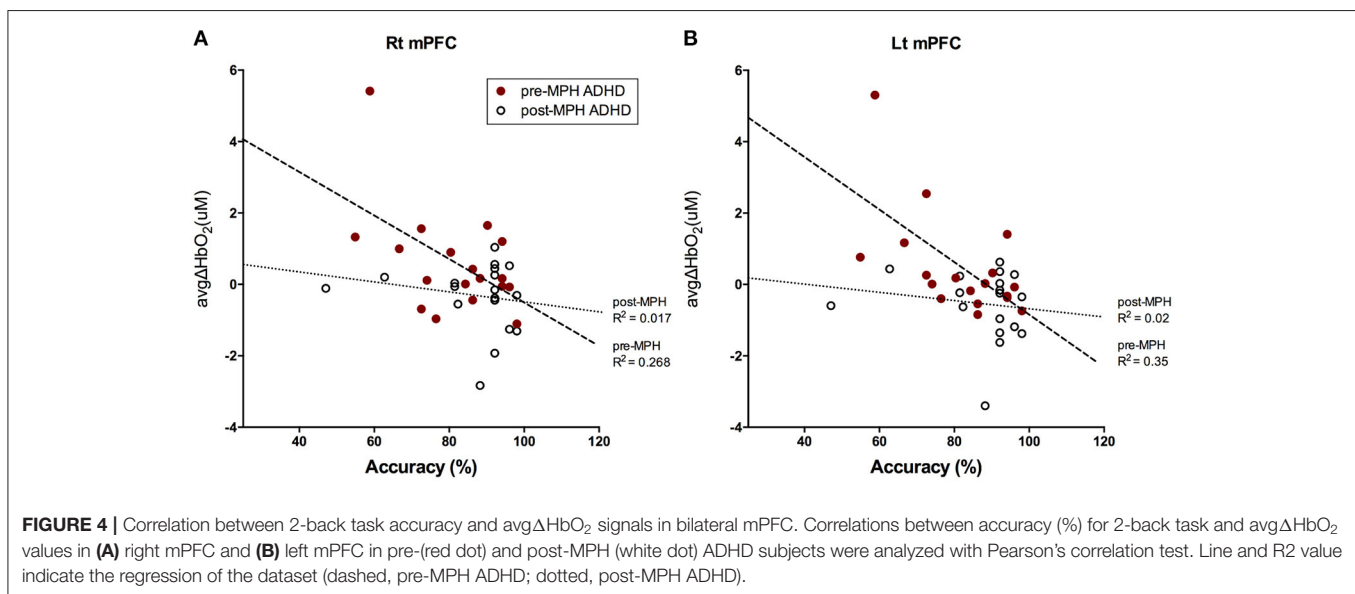 A
Rt mPFC
6
4
2
0
-2
-4
avgΔHbO₂(uM)
40
60
80
100
120
Accuracy (%)
pre-MPH ADHD
post-MPH ADHD
post-MPH
R² = 0.017
pre-MPH
R² = 0.268
B
Lt mPFC
6
4
2
0
-2
-4
avgΔHbO₂(uM)
40
60
80
100
120
Accuracy (%)
post-MPH
R² = 0.02
pre-MPH
R² = 0.35
FIGURE 4 | Correlation between 2-back task accuracy and avgΔHbO₂ signals in bilateral mPFC. Correlations between accuracy (%) for 2-back task and avgΔHbO₂
values in (A) right mPFC and (B) left mPFC in pre-(red dot) and post-MPH (white dot) ADHD subjects were analyzed with Pearson's correlation test. Line and R2 value
indicate the regression of the dataset (dashed, pre-MPH ADHD; dotted, post-MPH ADHD).